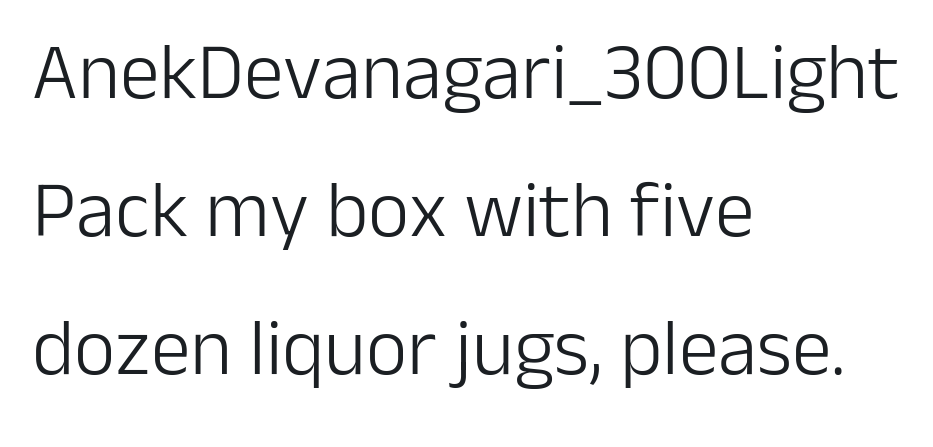 AnekDevanagari_300Light
Pack my box with five
dozen liquor jugs, please.